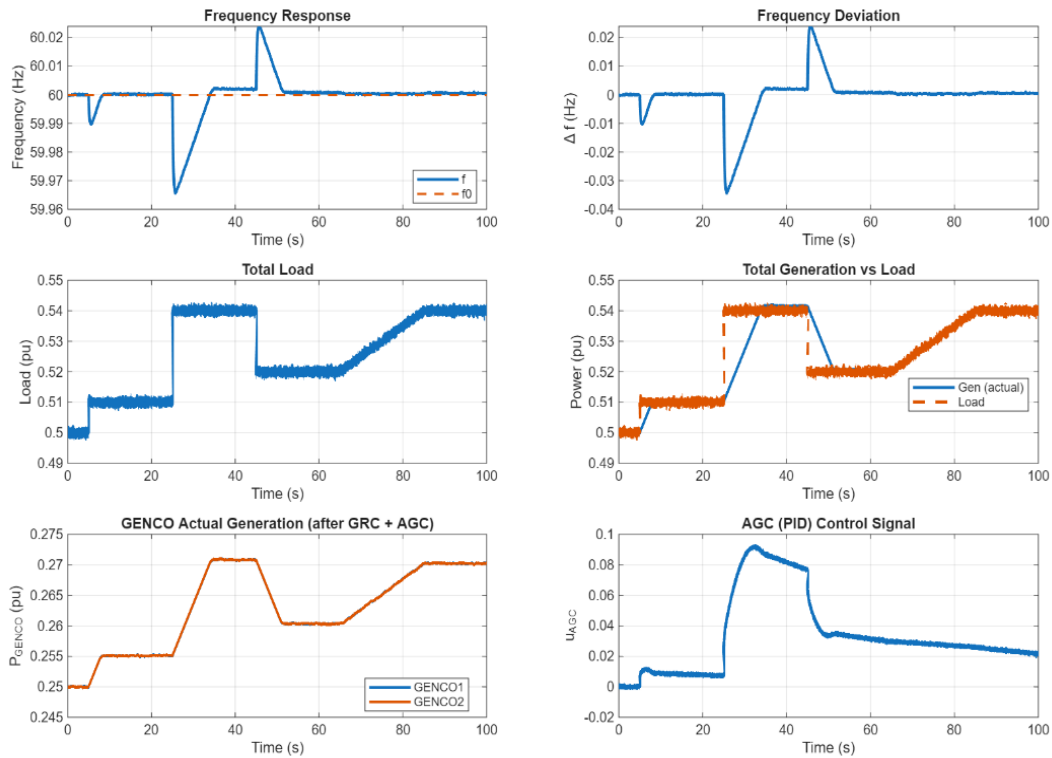 Frequency Response
60.02
60.01
60
59.99
59.98
59.97
59.96
Frequency (Hz)
f
f0
0 20 40 60 80 100
Time (s)
Frequency Deviation
0.02
0.01
0
-0.01
-0.02
-0.03
-0.04
Δ f (Hz)
0 20 40 60 80 100
Time (s)
Total Load
0.55
0.54
0.53
0.52
0.51
0.5
0.49
Load (pu)
0 20 40 60 80 100
Time (s)
Total Generation vs Load
0.55
0.54
0.53
0.52
0.51
0.5
0.49
Power (pu)
Gen (actual)
Load
0 20 40 60 80 100
Time (s)
GENCO Actual Generation (after GRC + AGC)
0.275
0.27
0.265
0.26
0.255
0.25
0.245
P_GENCO (pu)
GENCO1
GENCO2
0 20 40 60 80 100
Time (s)
AGC (PID) Control Signal
0.1
0.08
0.06
0.04
0.02
0
-0.02
u_AGC
0 20 40 60 80 100
Time (s)